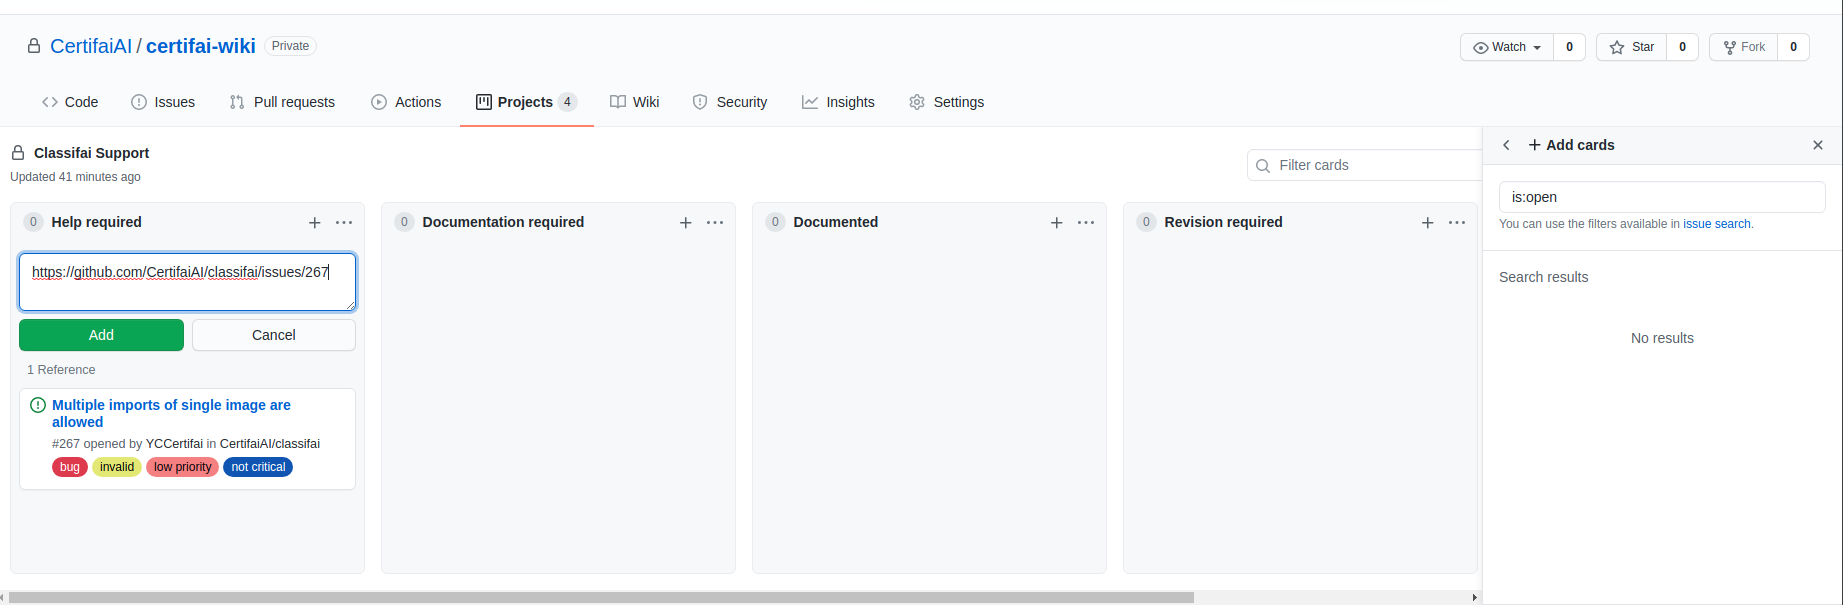 CertifaiAI / certifai-wiki Private
Watch 0 Star 0 Fork 0
Code Issues Pull requests Actions Projects 4 Wiki Security Insights Settings
Classifai Support
Updated 41 minutes ago
Filter cards
0 Help required
https://github.com/CertifaiAI/classifai/issues/267
Add Cancel
1 Reference
Multiple imports of single image are
allowed
#267 opened by YCCertifai in CertifaiAI/classifai
bug invalid low priority not critical
0 Documentation required
0 Documented
0 Revision required
Add cards
is:open
You can use the filters available in issue search.
Search results
No results